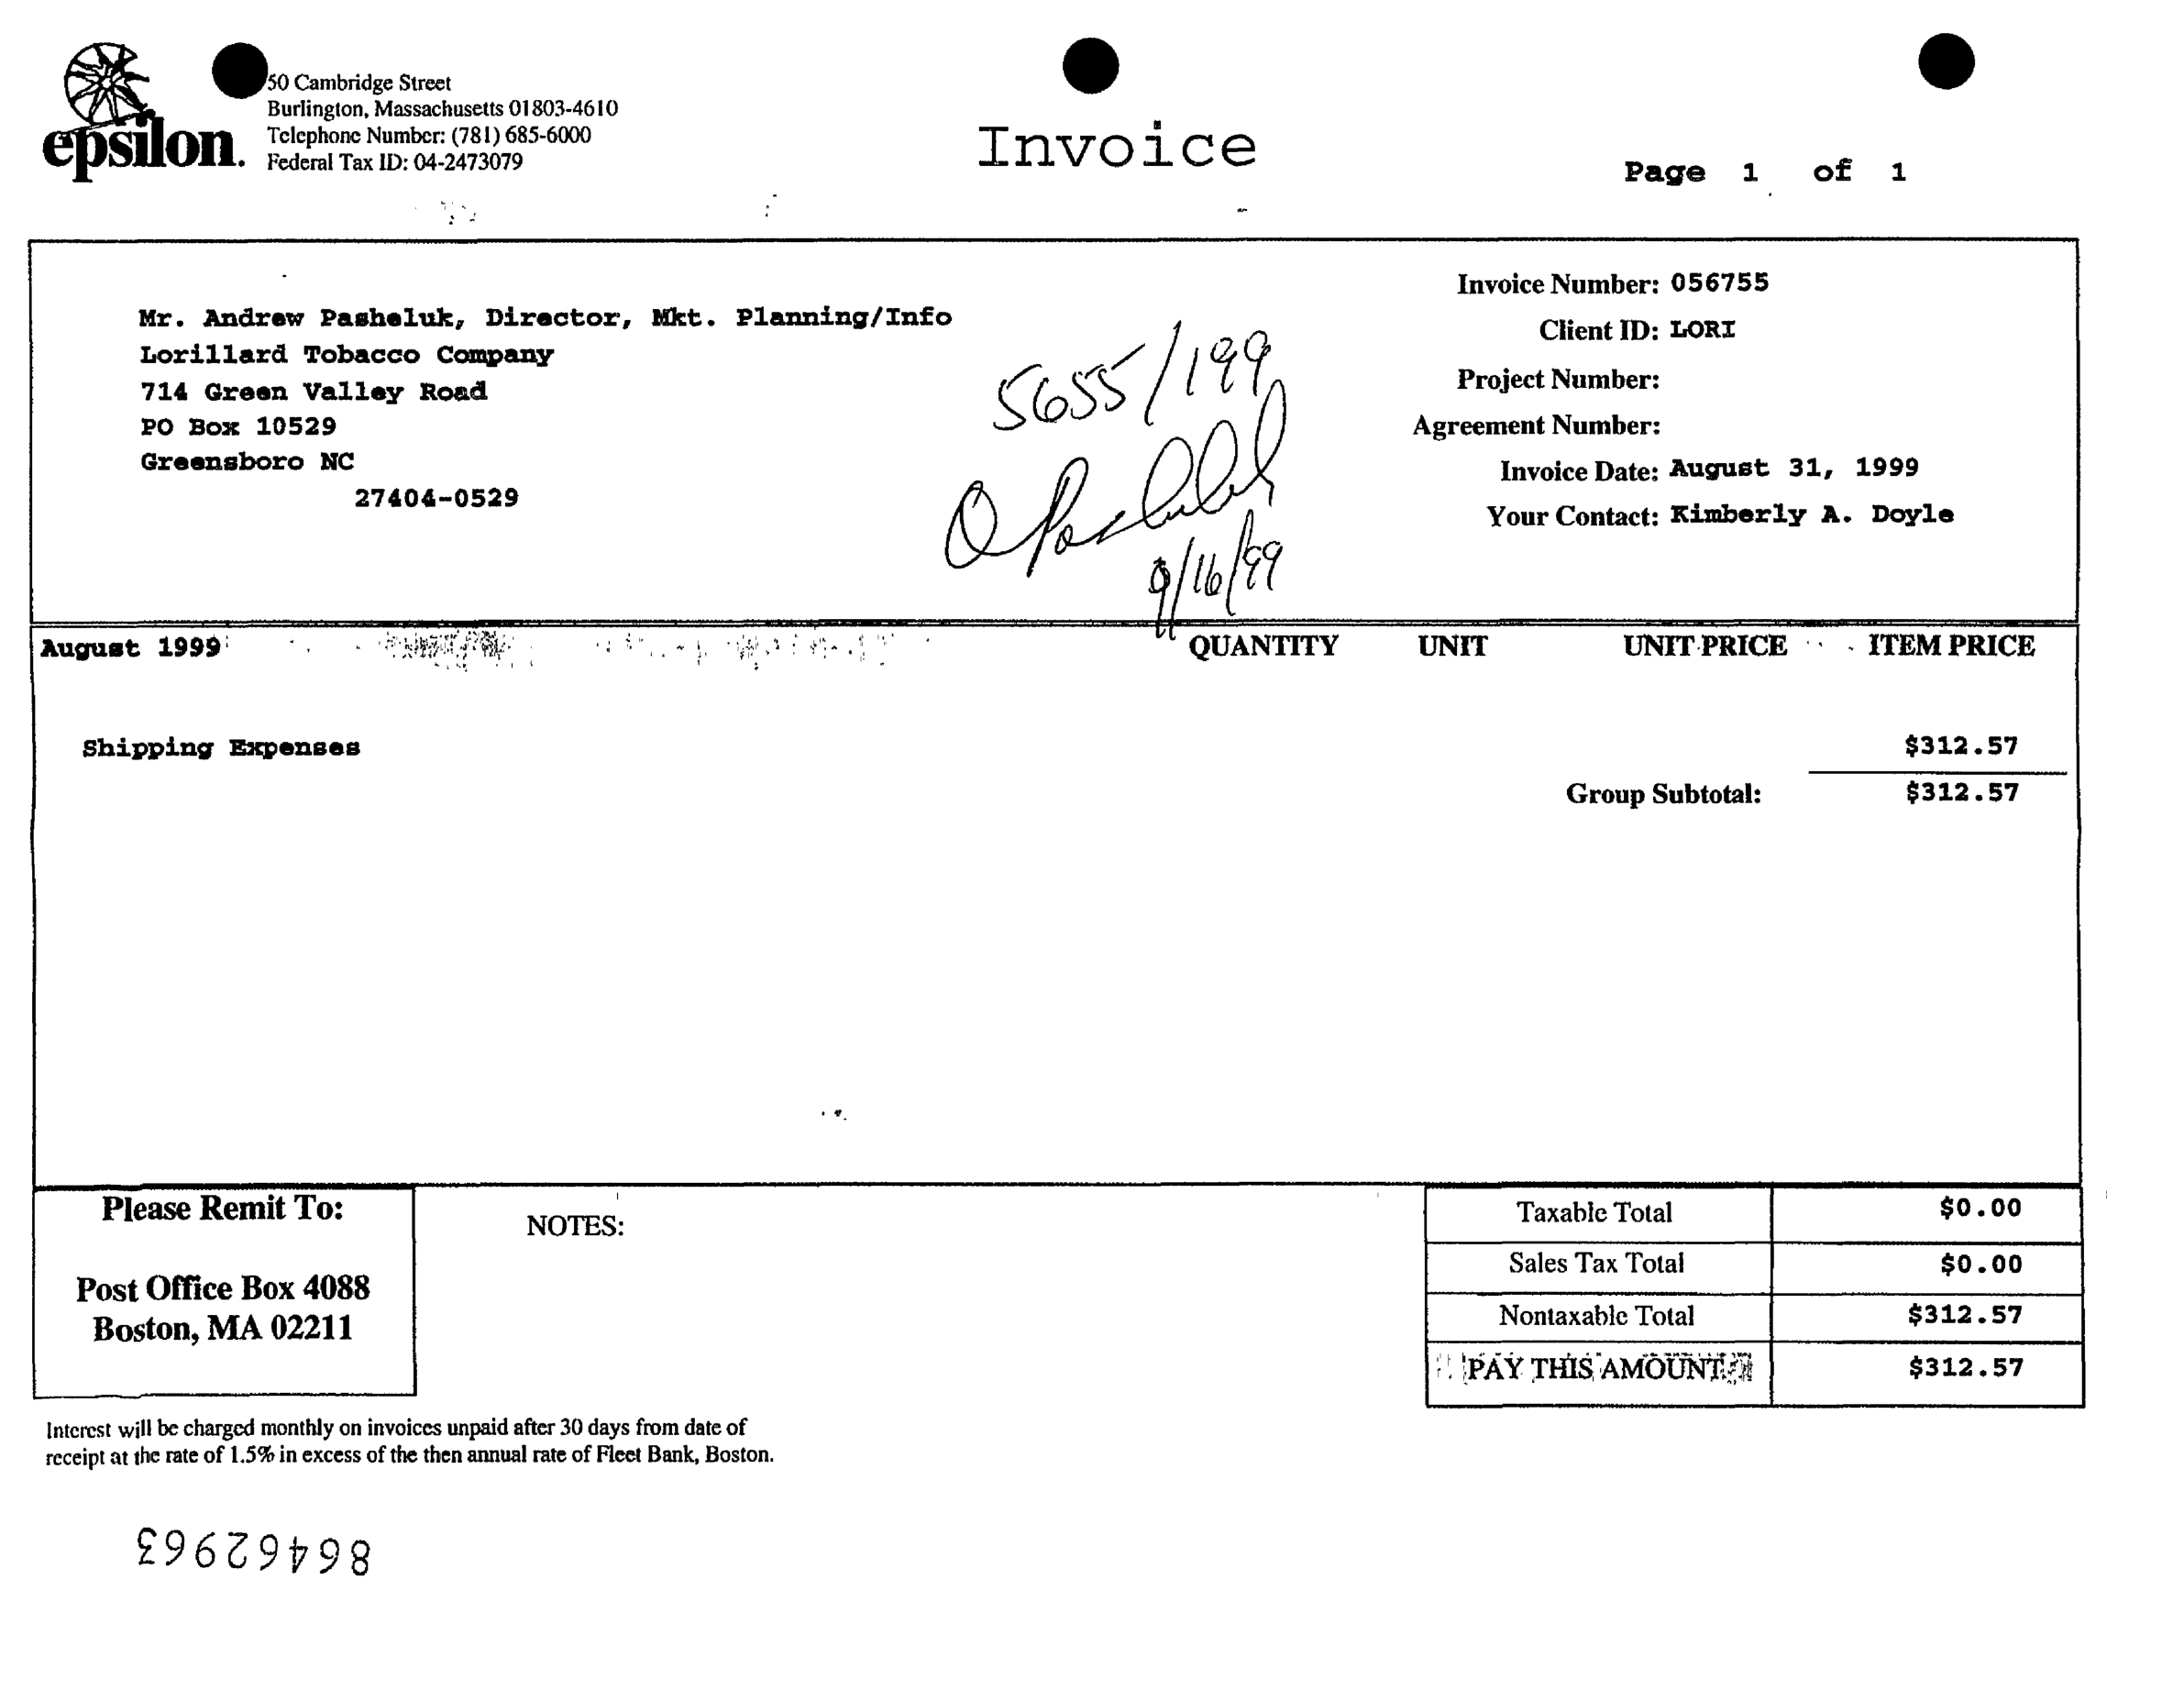 epsilon.
50 Cambridge Street
Burlington, Massachusetts 01803-4610
Telephone Number: (781) 685-6000
Federal Tax ID: 04-2473079
Invoice
Page 1 of 1
Mr. Andrew Pasheluk, Director, Mkt. Planning/Info
Lorillard Tobacco Company
714 Green Valley Road
PO Box 10529
Greensboro NC
27404-0529
5655/199
9/16/99
Invoice Number: 056755
Client ID: LORI
Project Number:
Agreement Number:
Invoice Date: August 31, 1999
Your Contact: Kimberly A. Doyle
August 1999 QUANTITY UNIT UNIT PRICE ITEM PRICE
Shipping Expenses $312.57
Group Subtotal: $312.57
Please Remit To:
Post Office Box 4088
Boston, MA 02211
NOTES:
Taxable Total $0.00
Sales Tax Total $0.00
Nontaxable Total $312.57
PAY THIS AMOUNT $312.57
Interest will be charged monthly on invoices unpaid after 30 days from date of
receipt at the rate of 1.5% in excess of the then annual rate of Fleet Bank, Boston.
86462963